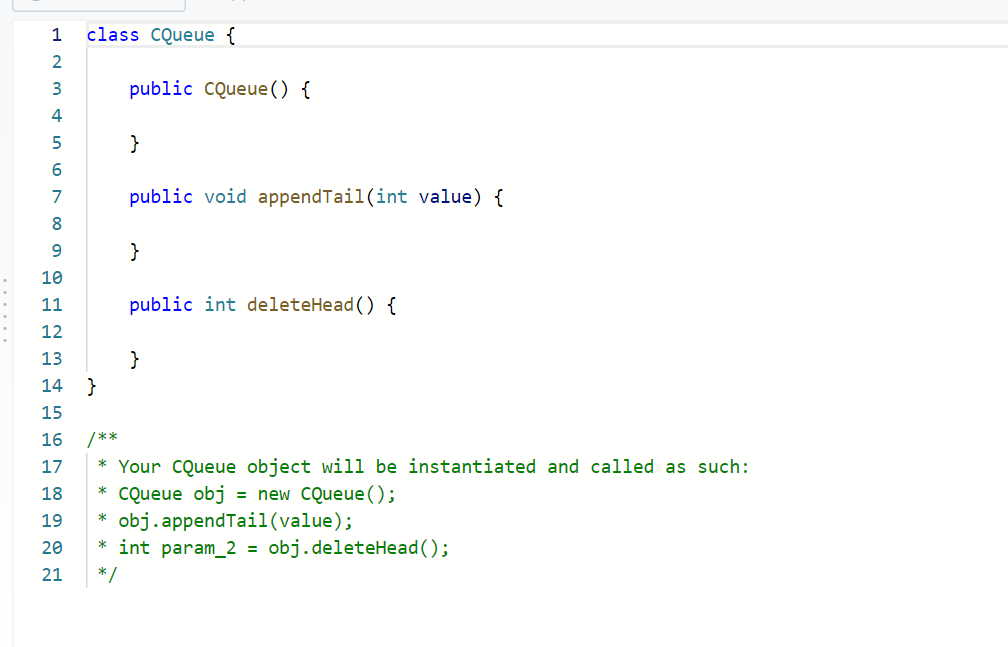 1 class CQueue {
2
3     public CQueue() {
4
5     }
6
7     public void appendTail(int value) {
8
9     }
10
11     public int deleteHead() {
12
13     }
14 }
15
16 /**
17  * Your CQueue object will be instantiated and called as such:
18  * CQueue obj = new CQueue();
19  * obj.appendTail(value);
20  * int param_2 = obj.deleteHead();
21  */